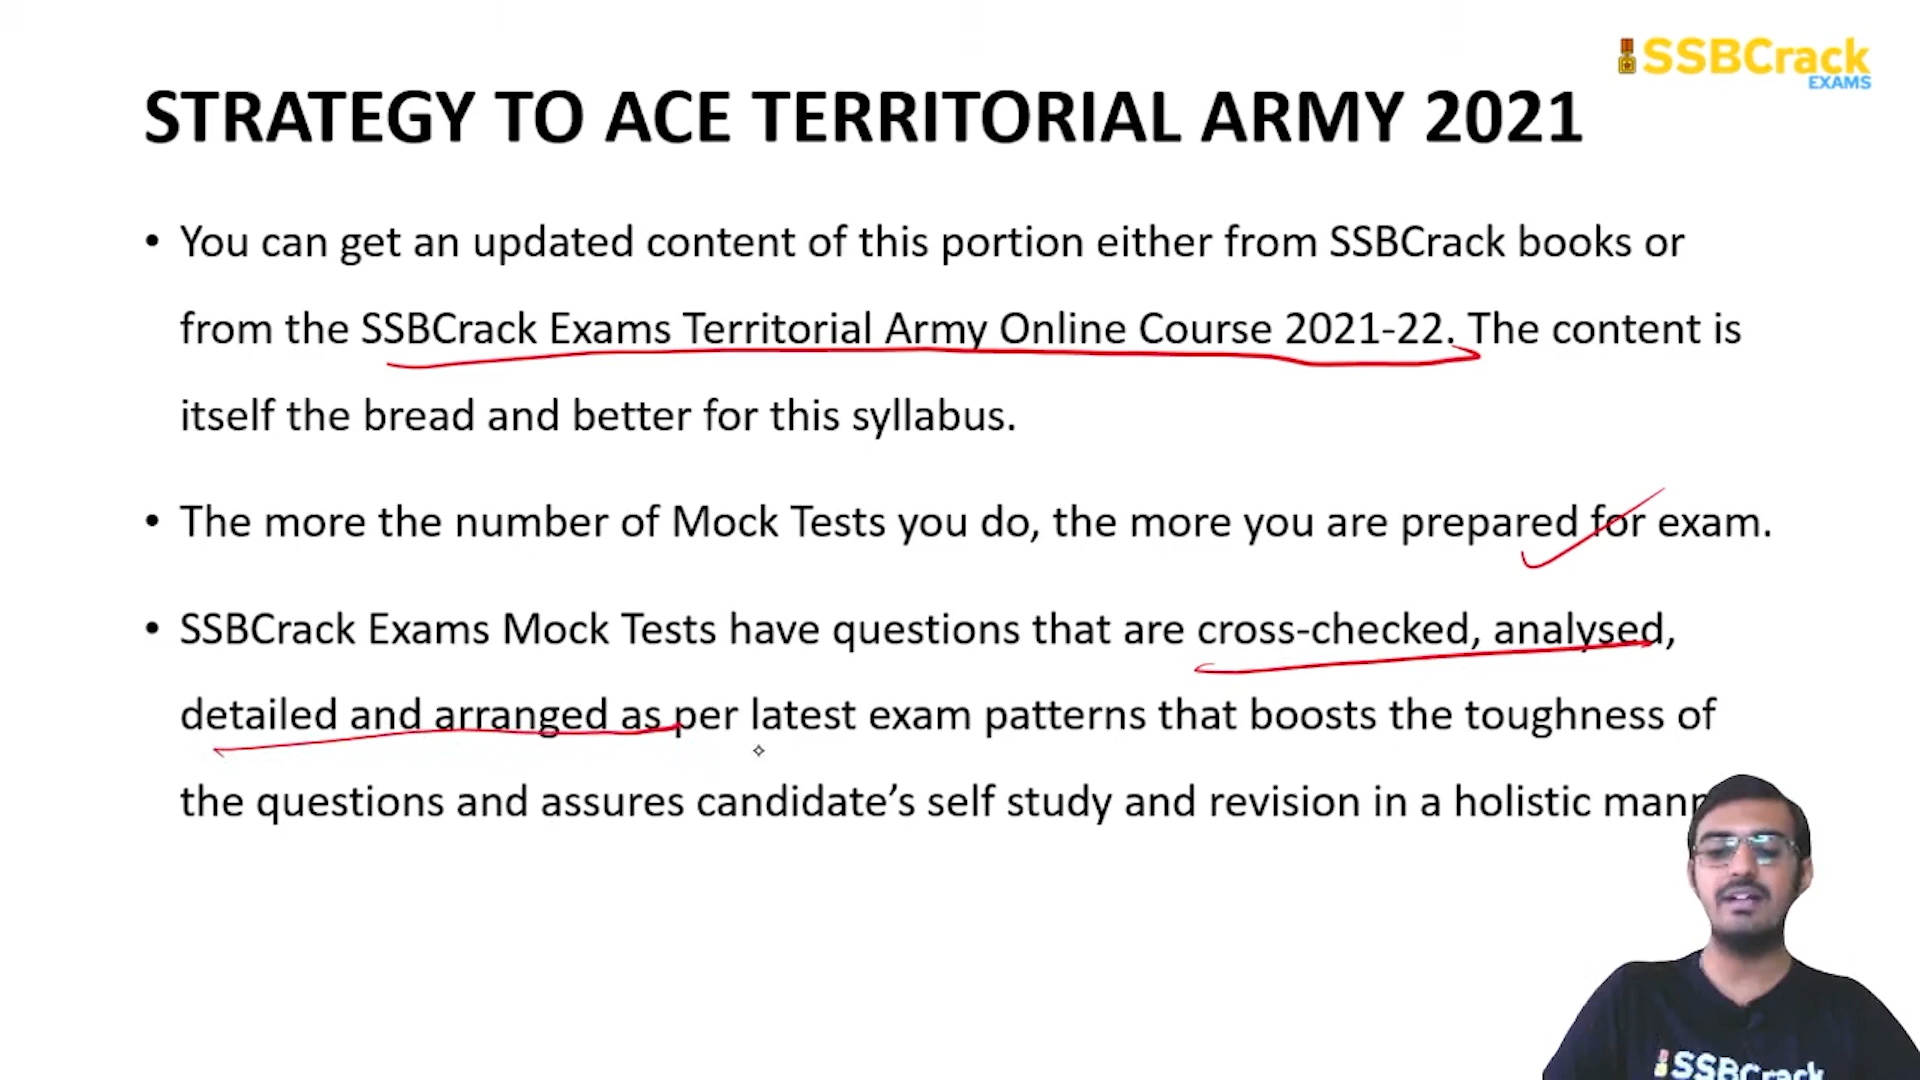 SSBCrack
EXAMS
STRATEGY TO ACE TERRITORIAL ARMY 2021
• You can get an updated content of this portion either from SSBCrack books or
from the SSBCrack Exams Territorial Army Online Course 2021-22. The content is
itself the bread and better for this syllabus.
• The more the number of Mock Tests you do, the more you are prepared for exam.
• SSBCrack Exams Mock Tests have questions that are cross-checked, analysed,
detailed and arranged as per latest exam patterns that boosts the toughness of
the questions and assures candidate’s self study and revision in a holistic
SSBCrack